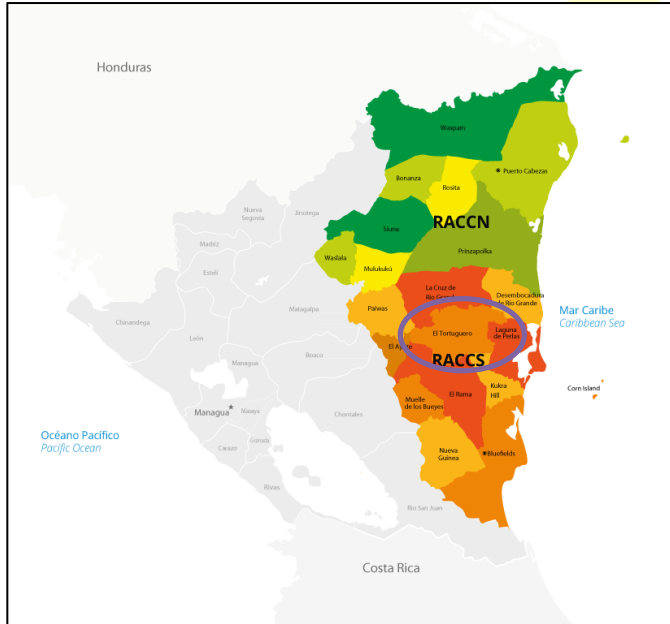 Honduras
Waspam
Bonanza
Rosita
* Puerto Cabezas
Nueva
Segovia
Jinotega
Siuna
RACCN
Madríz
Prinzapolka
Estelí
Waslala
Mulukukú
La Cruz de
Río Grande
Desembocadura
de Río Grande
Matagalpa
Paiwas
Mar Caribe
Caribbean Sea
Chinandega
El Tortuguero
Laguna
de Perlas
León
Boaco
RACCS
Managua
Kukra
Hill
Corn Island
El Rama
Muelle
de los Bueyes
Managua*
Masaya
Chontales
Océano Pacífico
Pacific Ocean
Granada
Carazo
Nueva
Guinea
*Bluefields
Rivas
Río San Juan
Costa Rica